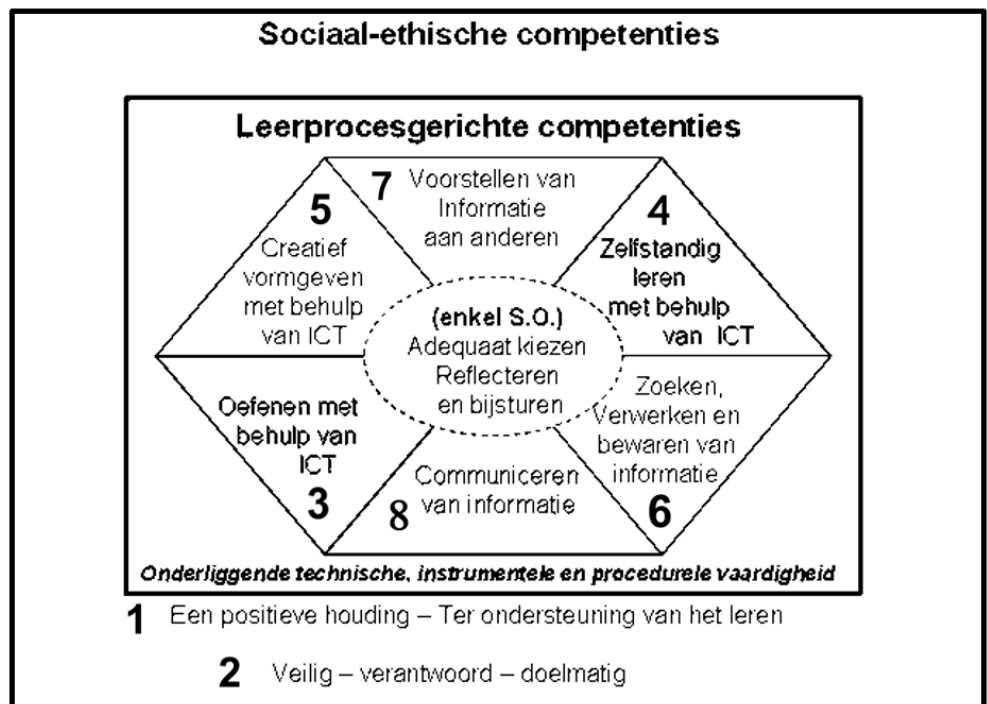 Sociaal-ethische competenties
Leerprocesgerichte competenties
7 Voorstellen van
Informatie
aan anderen
5
Creatief
vormgeven
met behulp
van ICT
4
Zelfstandig
leren
met behulp
van ICT
(enkel S.O.)
Adequaat kiezen
Reflecteren
en bijsturen
Oefenen met
behulp van
ICT
3
Communiceren
8 van informatie
Zoeken,
Verwerken en
bewaren van
informatie
6
Onderliggende technische, instrumentele en procedurele vaardigheid
1 Een positieve houding – Ter ondersteuning van het leren
2 Veilig – verantwoord – doelmatig